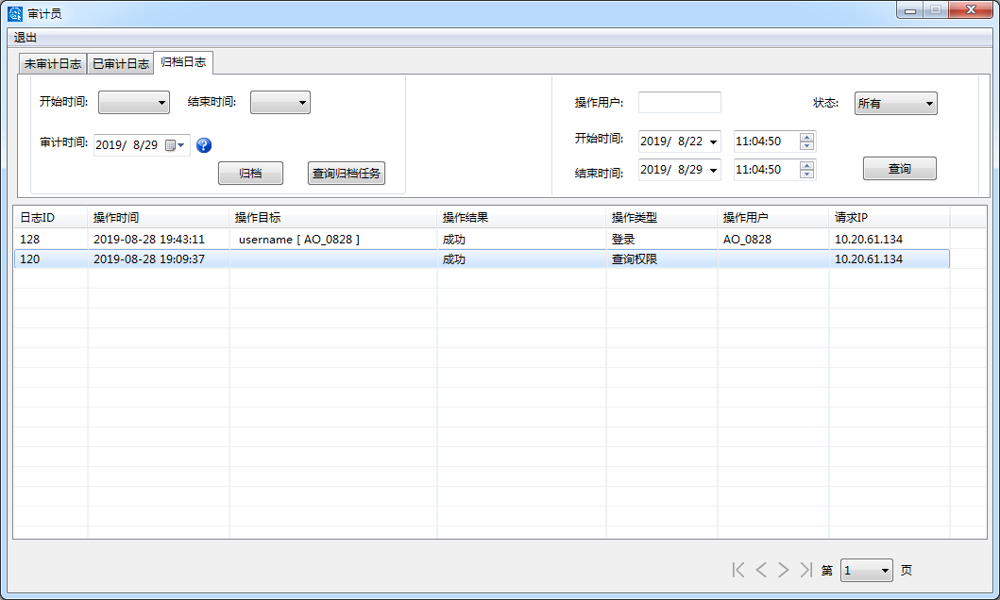 审计员
退出
未审计日志 已审计日志 归档日志
开始时间: 结束时间: 操作用户: 状态: 所有
审计时间: 2019/ 8/29 开始时间: 2019/ 8/22 11:04:50
归档 查询归档任务 结束时间: 2019/ 8/29 11:04:50 查询
日志ID 操作时间 操作目标 操作结果 操作类型 操作用户 请求IP
128 2019-08-28 19:43:11 username [ AO_0828 ] 成功 登录 AO_0828 10.20.61.134
120 2019-08-28 19:09:37 成功 查询权限 10.20.61.134
第 1 页